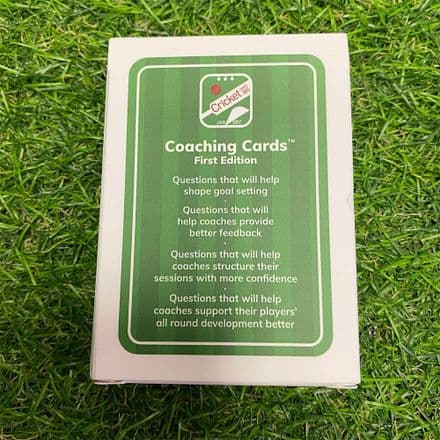 Cricket
Coaching Cards™
First Edition
Questions that will help
shape goal setting
Questions that will
help coaches provide
better feedback
Questions that will help
coaches structure their
sessions with more confidence
Questions that will help
coaches support their players'
all round development better